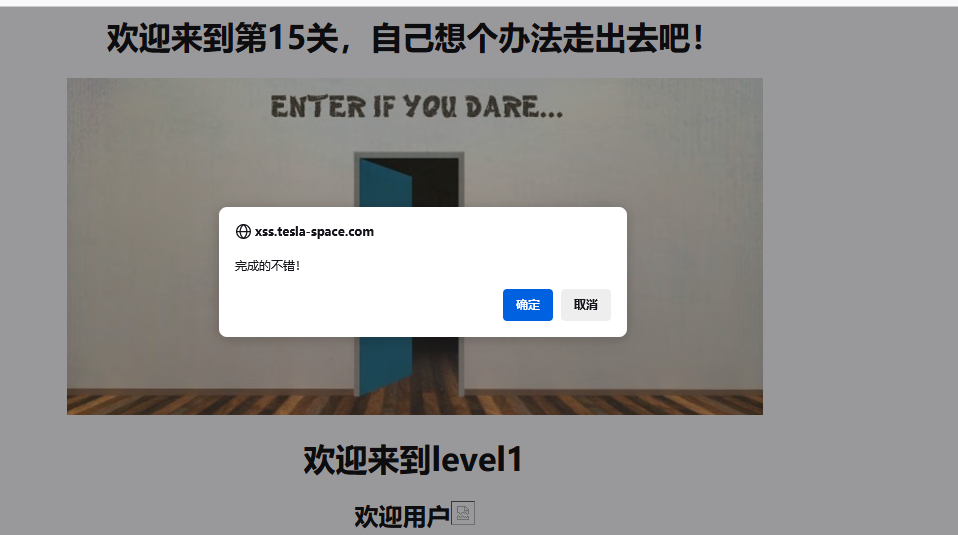 欢迎来到第15关，自己想个办法走出去吧！
ENTER IF YOU DARE...
xss.tesla-space.com
完成的不错！
确定 取消
欢迎来到level1
欢迎用户